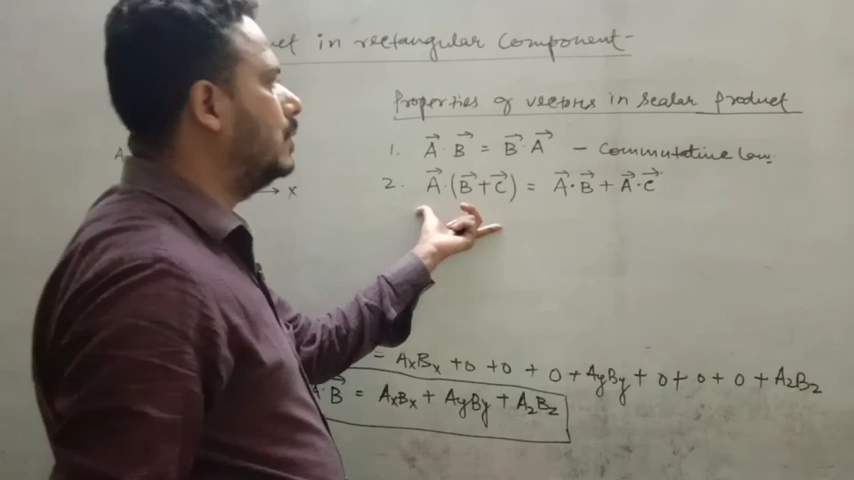 in rectangular Component-
Properties of vectors in Scalar Product
1. A⃗ · B⃗ = B⃗ · A⃗ - Commutative law.
2. A⃗ · (B⃗ + C⃗) = A⃗ · B⃗ + A⃗ · C⃗
A
→ x
= AxBx + 0 + 0 + 0 + AyBy + 0 + 0 + 0 + AzBz
A⃗ · B⃗ = AxBx + AyBy + AzBz